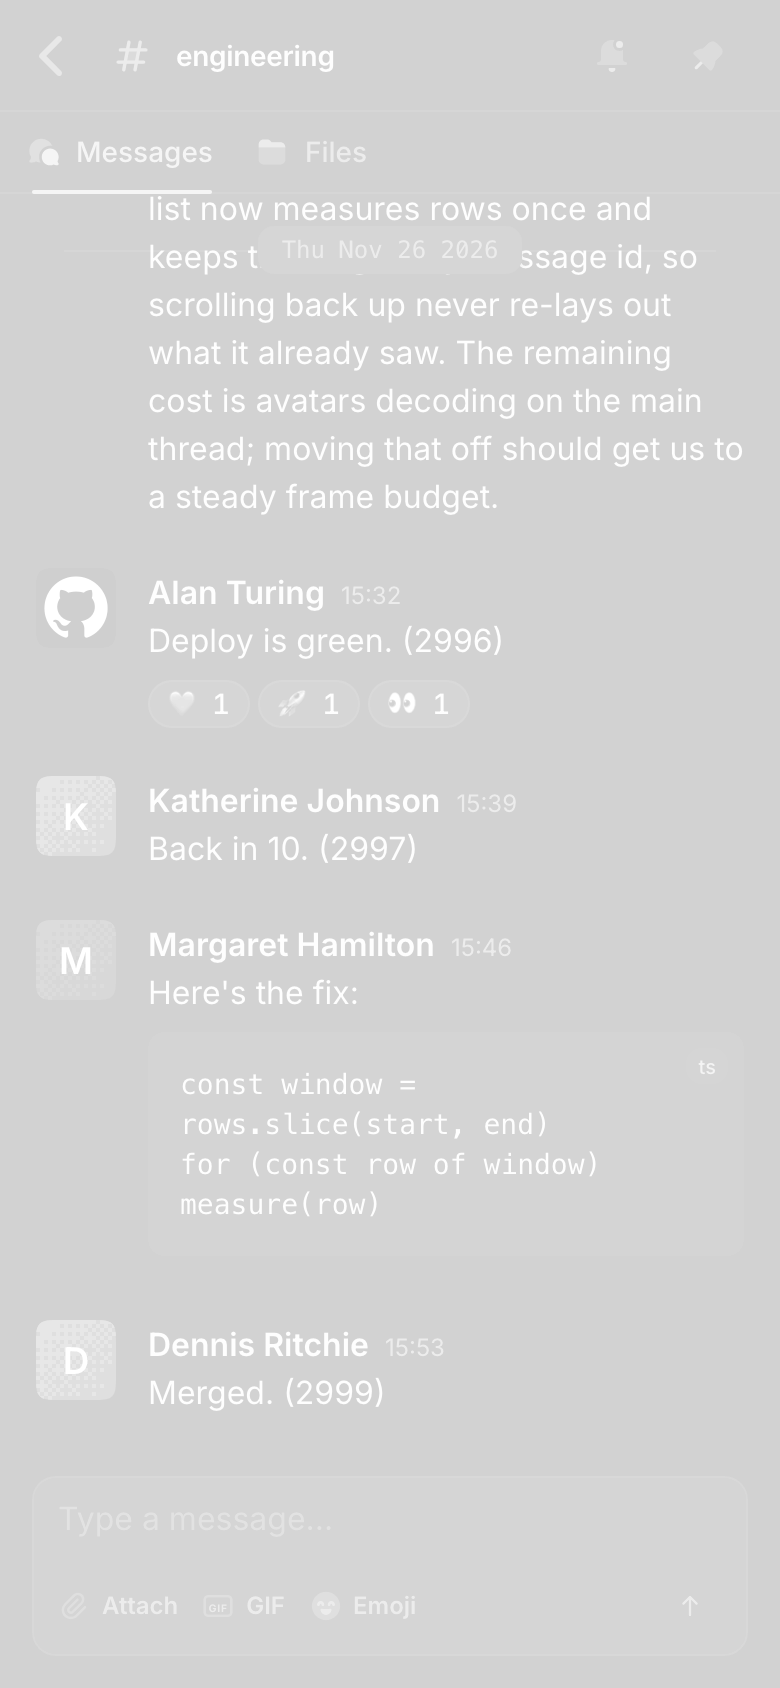 engineering
Messages
Files
list now measures rows once and
Thu Nov 26 2026
keeps ssage id, so
scrolling back up never re-lays out
what it already saw. The remaining
cost is avatars decoding on the main
thread; moving that off should get us to
a steady frame budget.
Alan Turing 15:32
Deploy is green. (2996)
1 1 1
K
Katherine Johnson 15:39
Back in 10. (2997)
M
Margaret Hamilton 15:46
Here's the fix:
ts
const window =
rows.slice(start, end)
for (const row of window)
measure(row)
D
Dennis Ritchie 15:53
Merged. (2999)
Type a message...
Attach GIF GIF Emoji